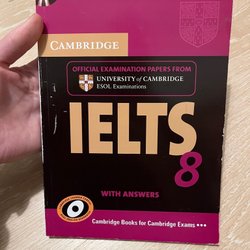 CAMBRIDGE
OFFICIAL EXAMINATION PAPERS FROM
UNIVERSITY of CAMBRIDGE
ESOL Examinations
IELTS
8
WITH ANSWERS
Cambridge Books for Cambridge Exams